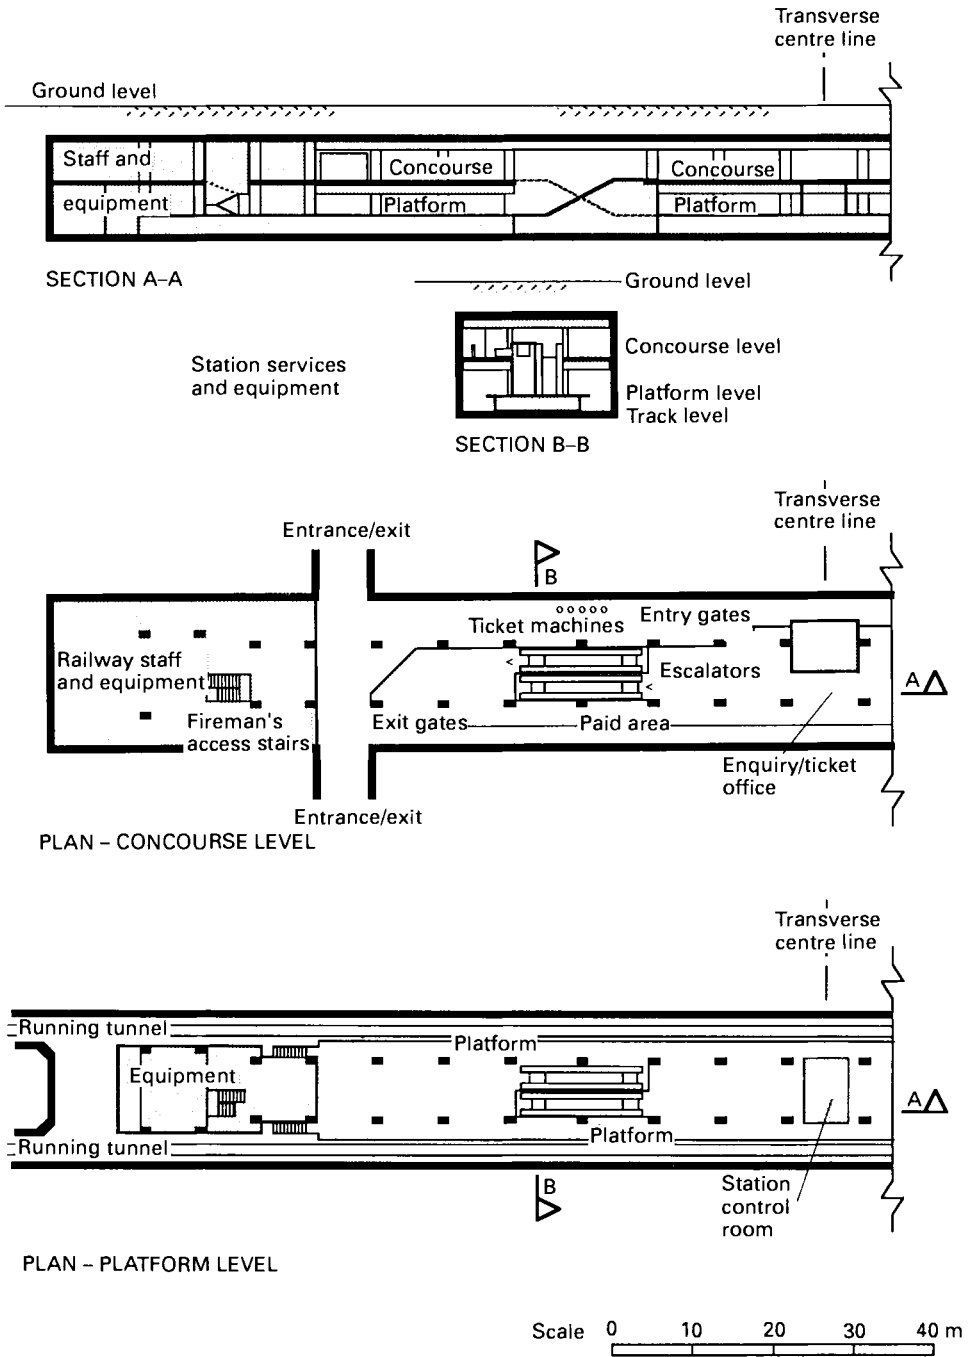 Transverse
centre line
Ground level
Staff and
equipment
Concourse
Platform
Concourse
Platform
SECTION A–A
Ground level
Station services
and equipment
Concourse level
Platform level
Track level
SECTION B–B
Transverse
centre line
Entrance/exit
B
Ticket machines
Entry gates
Railway staff
and equipment
Escalators
A
Fireman's
access stairs
Exit gates
Paid area
Enquiry/ticket
office
Entrance/exit
PLAN – CONCOURSE LEVEL
Transverse
centre line
Running tunnel
Platform
Equipment
A
Platform
Running tunnel
B
Station
control
room
PLAN – PLATFORM LEVEL
Scale 0 10 20 30 40 m